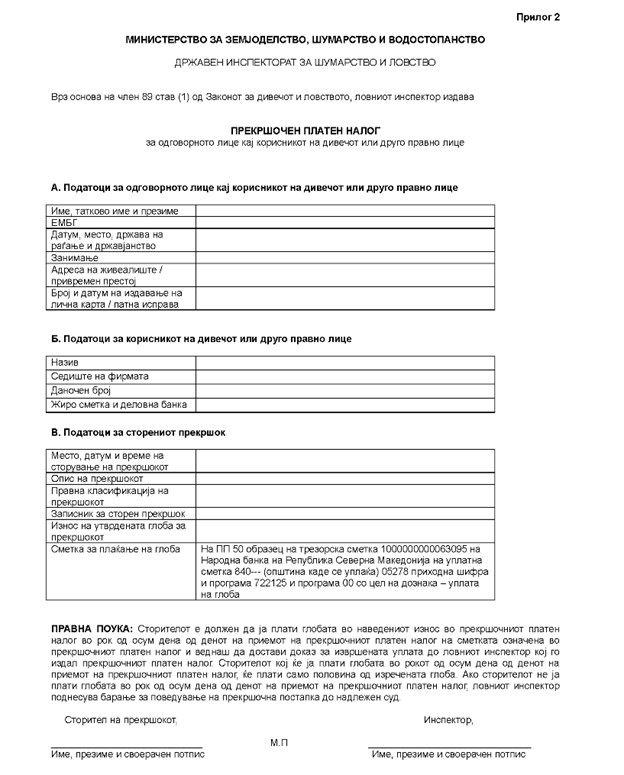 Прилог 2
МИНИСТЕРСТВО ЗА ЗЕМЈОДЕЛСТВО, ШУМАРСТВО И ВОДОСТОПАНСТВО
ДРЖАВЕН ИНСПЕКТОРАТ ЗА ШУМАРСТВО И ЛОВСТВО
Врз основа на член 89 став (1) од Законот за дивечот и ловството, ловниот инспектор издава
ПРЕКРШОЧЕН ПЛАТЕН НАЛОГ
за одговорното лице кај корисникот на дивечот или друго правно лице
А. Податоци за одговорното лице кај корисникот на дивечот или друго правно лице
Име, татково име и презиме
ЕМБГ
Датум, место, држава на
раѓање и државјанство
Занимање
Адреса на живеалиште /
привремен престој
Број и датум на издавање на
лична карта / патна исправа
Б. Податоци за корисникот на дивечот или друго правно лице
Назив
Седиште на фирмата
Даночен број
Жиро сметка и деловна банка
В. Податоци за сторениот прекршок
Место, датум и време на
сторување на прекршокот
Опис на прекршокот
Правна класификација на
прекршокот
Записник за сторен прекршок
Износ на утврдената глоба за
прекршокот
Сметка за плаќање на глоба
На ПП 50 образец на трезорска сметка 1000000000063095 на
Народна банка на Република Северна Македонија на уплатна
сметка 840--- (општина каде се уплаќа) 05278 приходна шифра
и програма 722125 и програма 00 со цел на дознака – уплата
на глоба
ПРАВНА ПОУКА: Сторителот е должен да ја плати глобата во наведениот износ во прекршочниот платен
налог во рок од осум дена од денот на приемот на прекршочниот платен налог на сметката означена во
прекршочниот платен налог и веднаш да достави доказ за извршената уплата до ловниот инспектор кој го
издал прекршочниот платен налог. Сторителот кој ќе ја плати глобата во рокот од осум дена од денот на
приемот на прекршочниот платен налог, ќе плати само половина од изречената глоба. Ако сторителот не ја
плати глобата во рок од осум дена од денот на приемот на прекршочниот платен налог, ловниот инспектор
поднесува барање за поведување на прекршочна постапка до надлежен суд.
Сторител на прекршокот,
Инспектор,
М.П
Име, презиме и своерачен потпис
Име, презиме и своерачен потпис